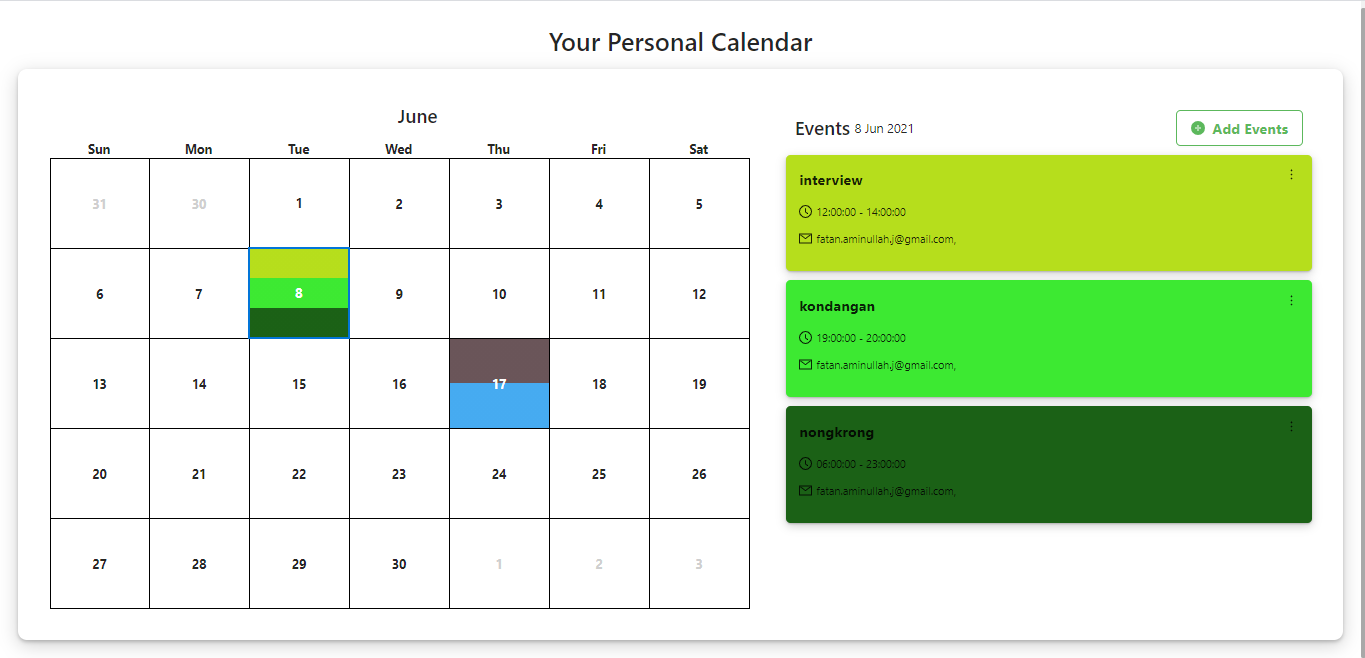 Your Personal Calendar
June
Sun Mon Tue Wed Thu Fri Sat
31 30 1 2 3 4 5
6 7 8 9 10 11 12
13 14 15 16 17 18 19
20 21 22 23 24 25 26
27 28 29 30 1 2 3
Events 8 Jun 2021
Add Events
interview
12:00:00 - 14:00:00
fatan.aminullah.j@gmail.com,
kondangan
19:00:00 - 20:00:00
fatan.aminullah.j@gmail.com,
nongkrong
06:00:00 - 23:00:00
fatan.aminullah.j@gmail.com,